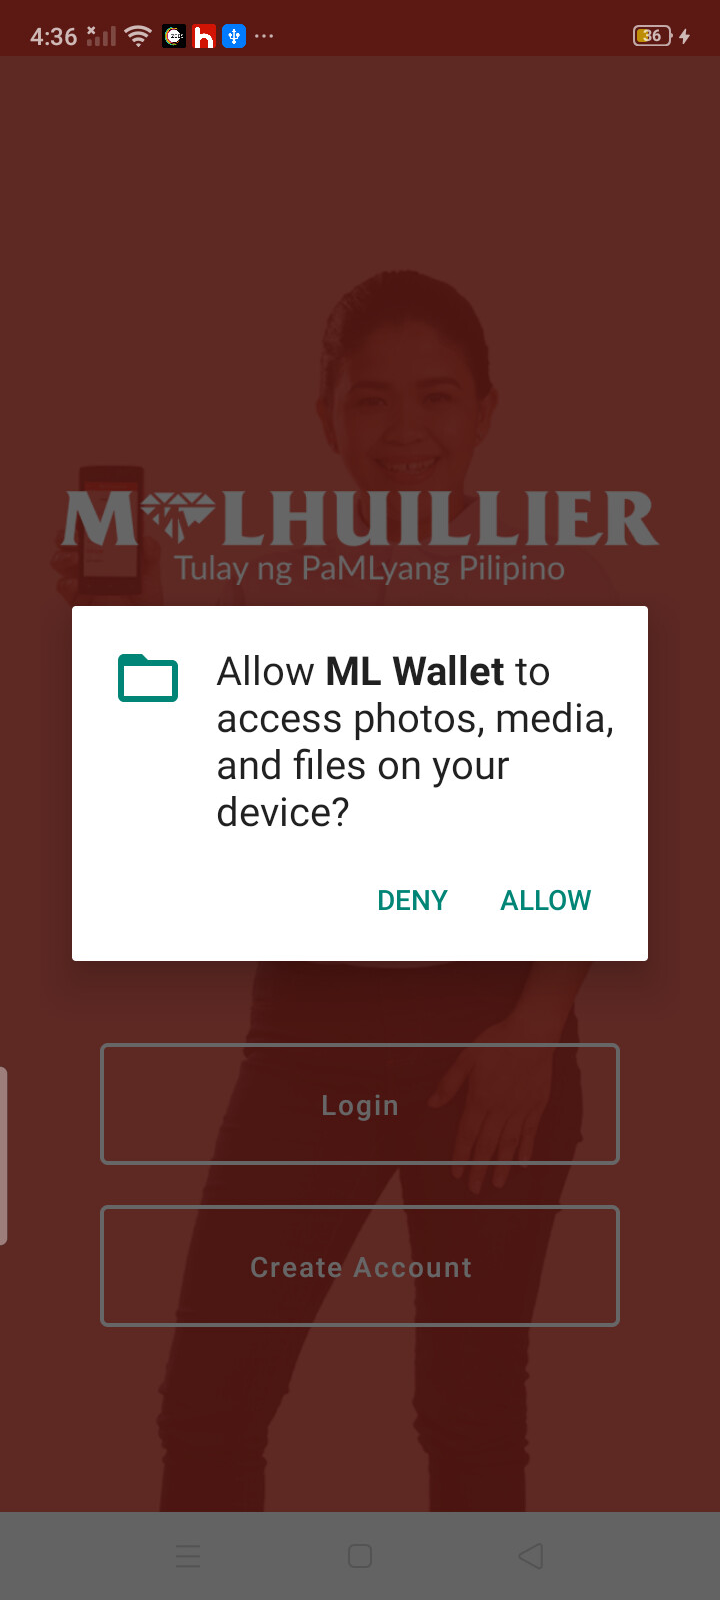 4:36
36
M LHUILLIER
Tulay ng PaMLyang Pilipino
Allow ML Wallet to
access photos, media,
and files on your
device?
DENY ALLOW
Login
Create Account